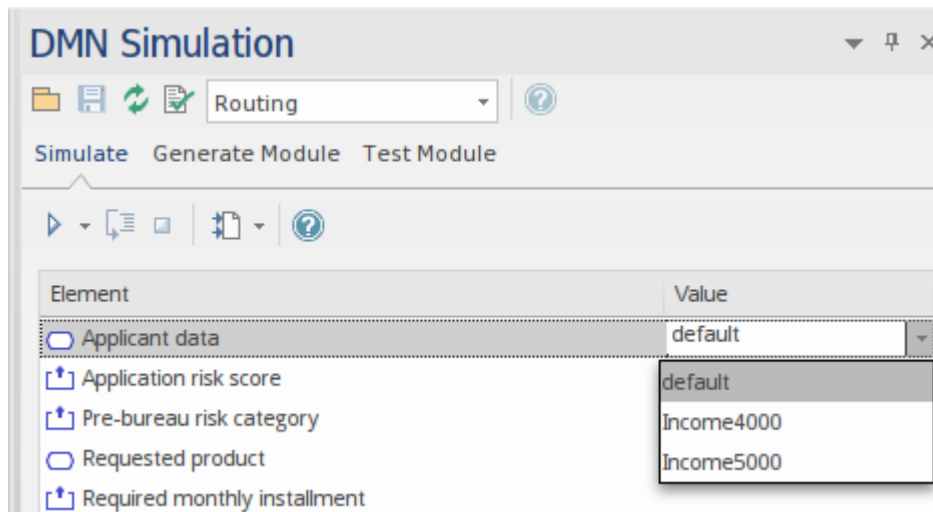 DMN Simulation
Routing
Simulate Generate Module Test Module
Element Value
Applicant data default
Application risk score default
Pre-bureau risk category Income4000
Requested product Income5000
Required monthly installment